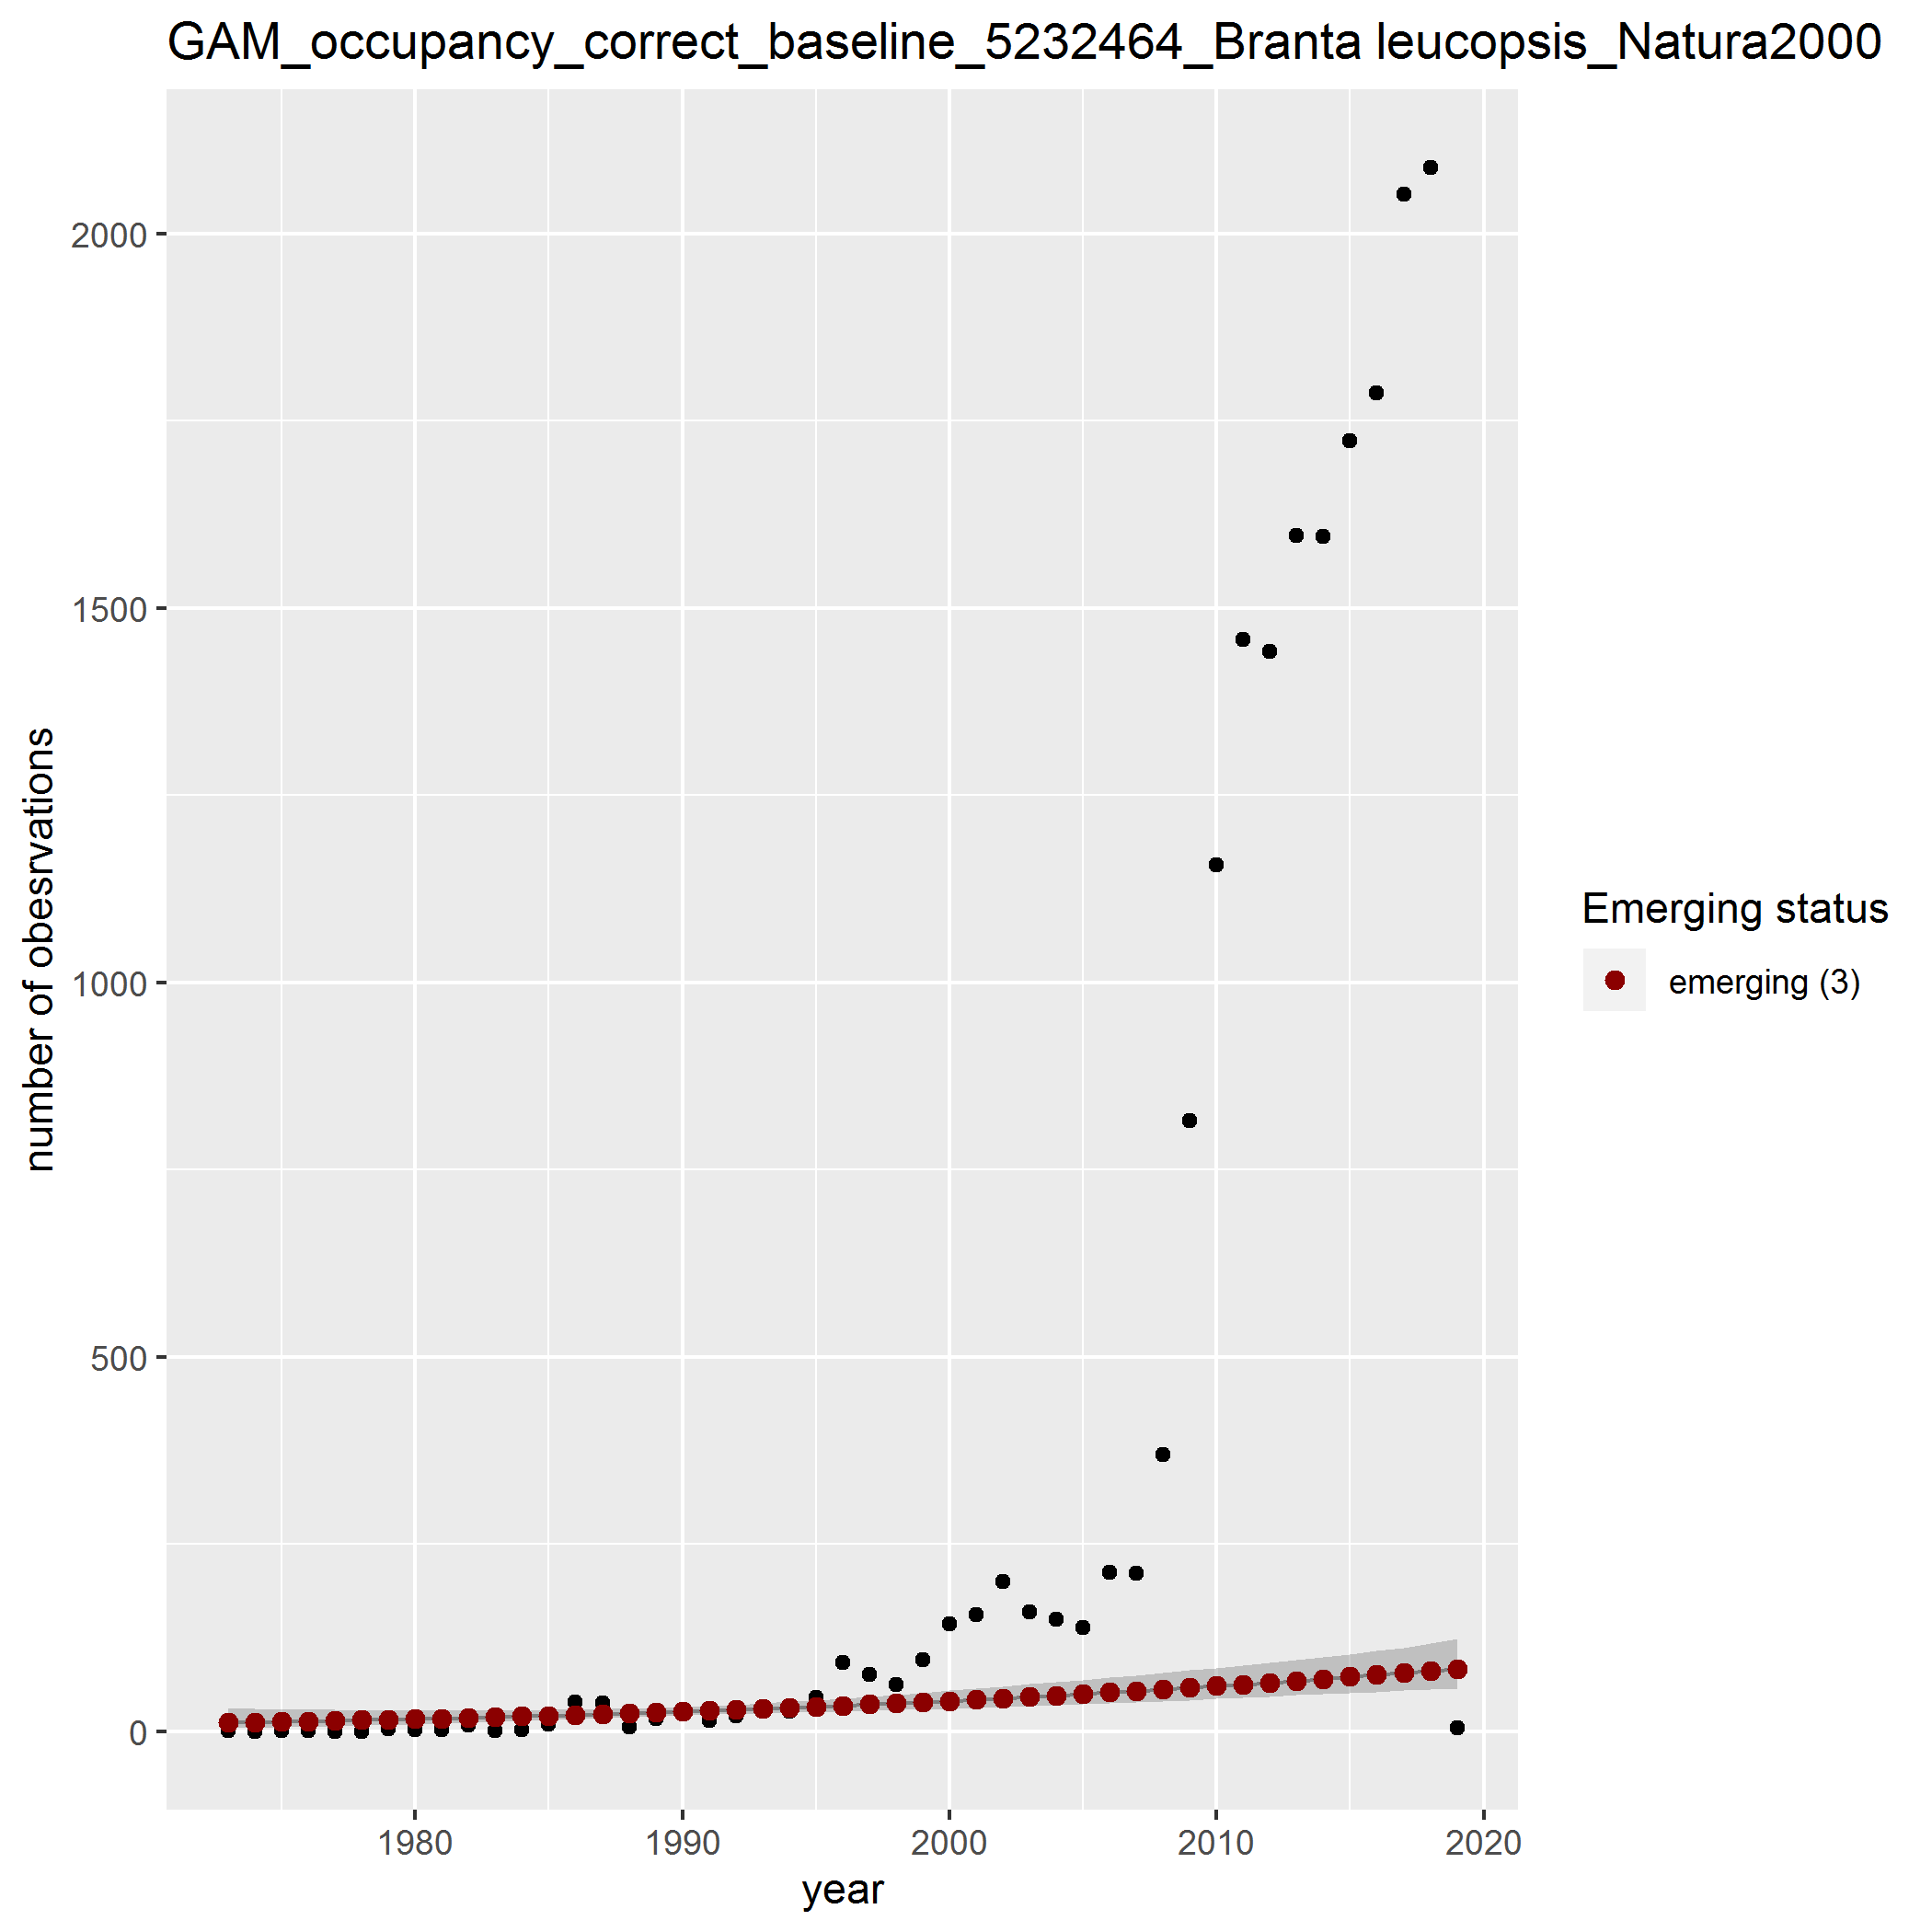 GAM_occupancy_correct_baseline_5232464_Branta leucopsis_Natura2000
number of obesrvations
2000
1500
1000
500
0
1980
1990
2000
2010
2020
year
Emerging status
emerging (3)